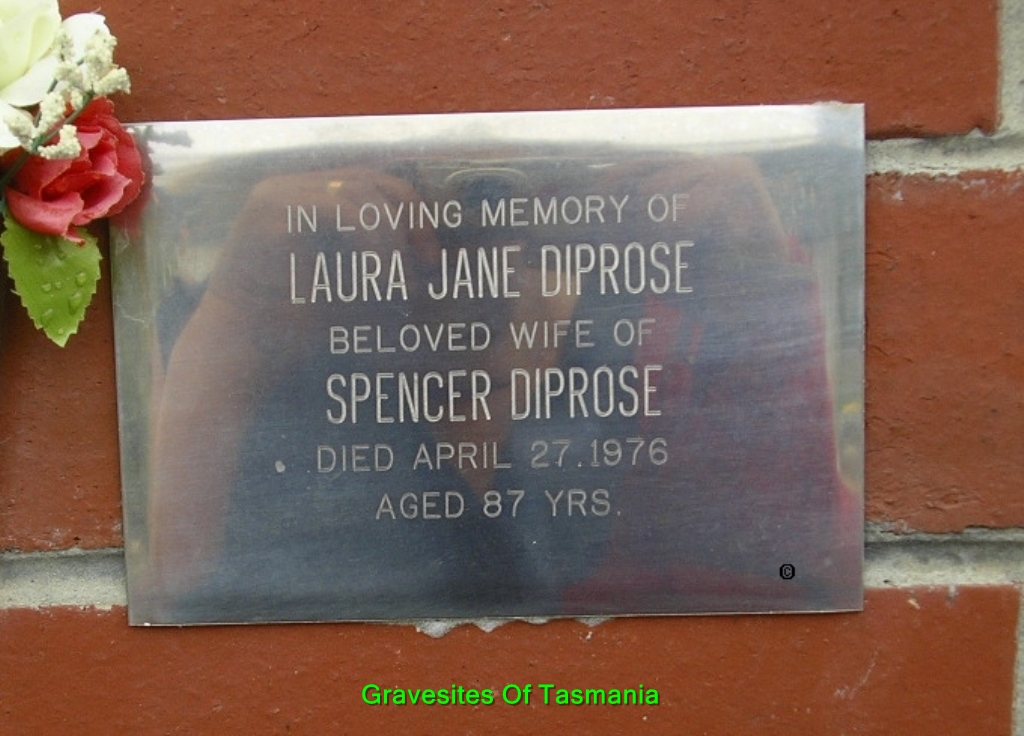 IN LOVING MEMORY OF
LAURA JANE DIPROSE
BELOVED WIFE OF
SPENCER DIPROSE
DIED APRIL 27.1976
AGED 87 YRS.
©
Gravesites Of Tasmania